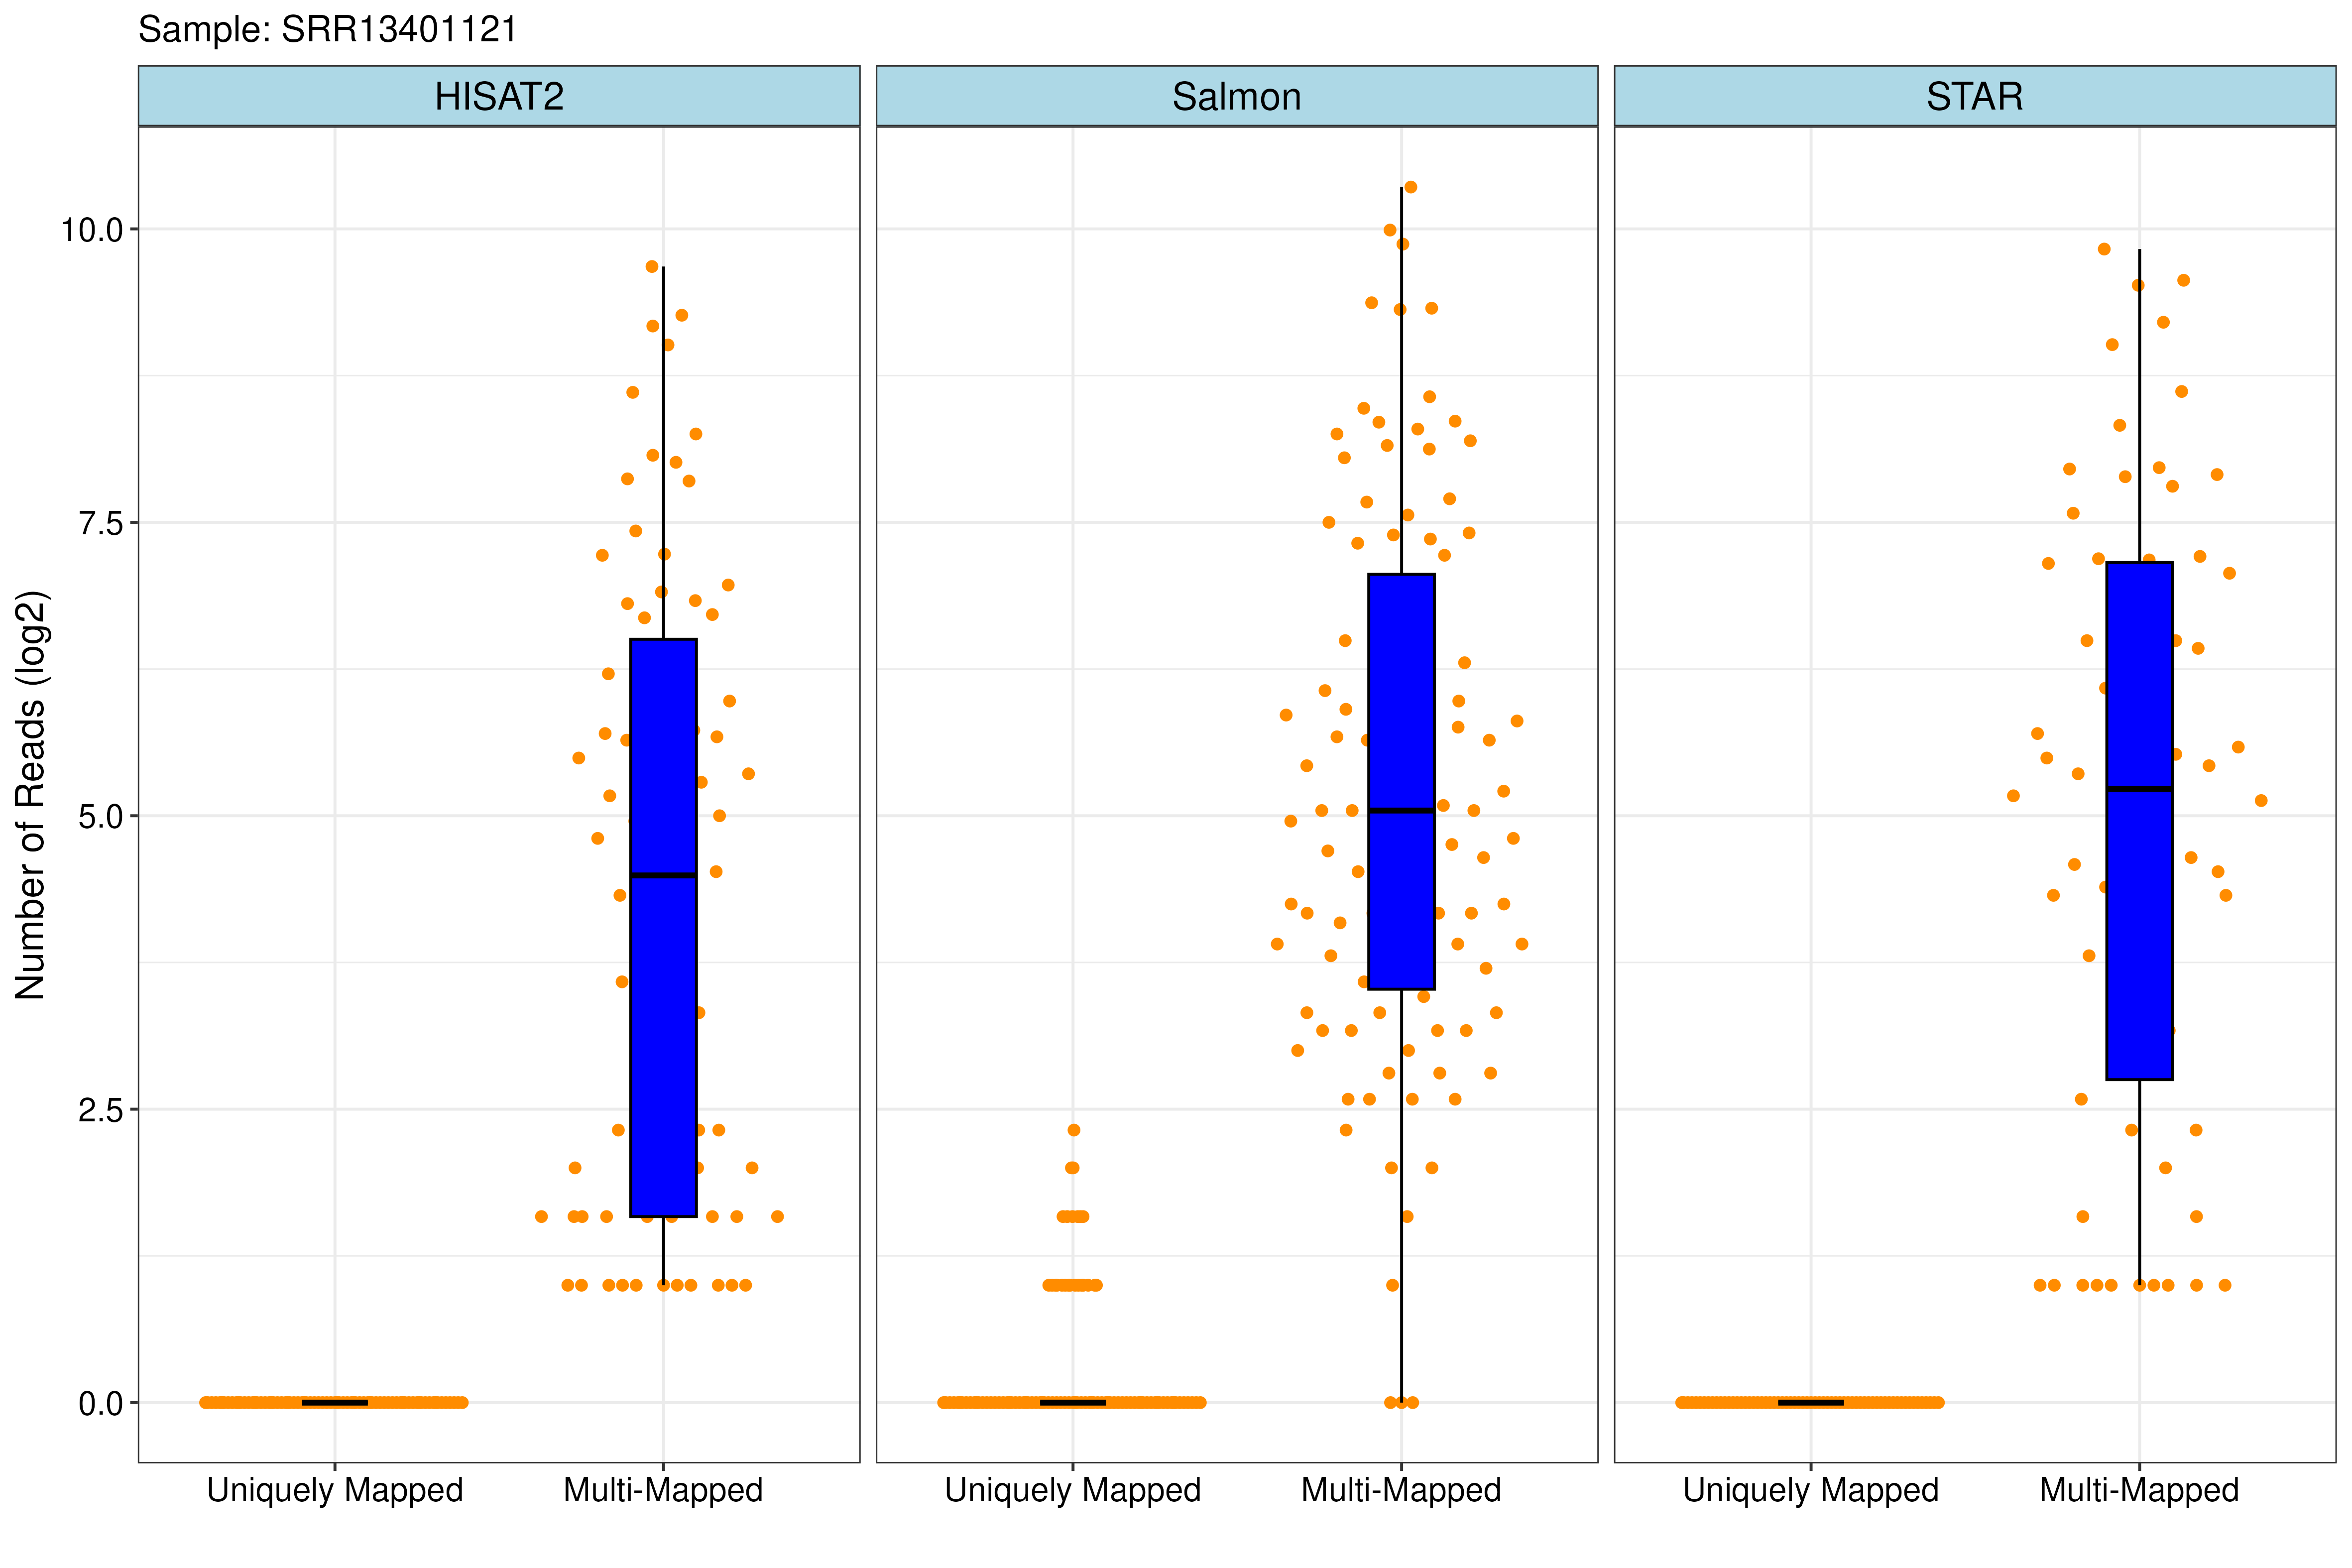 Sample: SRR13401121
HISAT2
Salmon
STAR
Number of Reads (log2)
10.0
7.5
5.0
2.5
0.0
Uniquely Mapped
Multi-Mapped
Uniquely Mapped
Multi-Mapped
Uniquely Mapped
Multi-Mapped